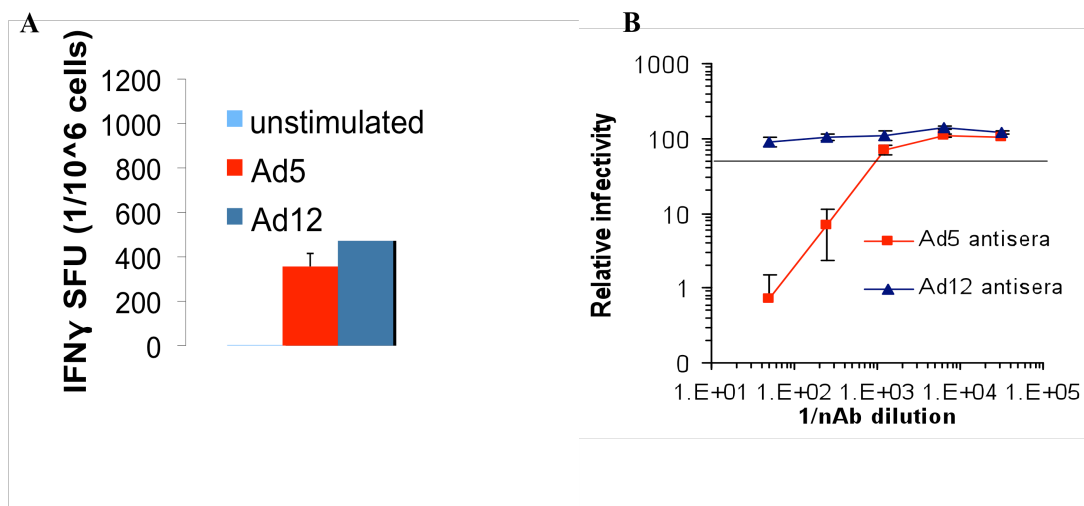 A
IFNγ SFU (1/10^6 cells)
1200
1000
800
600
400
200
0
unstimulated
Ad5
Ad12
B
Relative infectivity
1000
100
10
1
0
Ad5 antisera
Ad12 antisera
1.E+01 1.E+02 1.E+03 1.E+04 1.E+05
1/nAb dilution